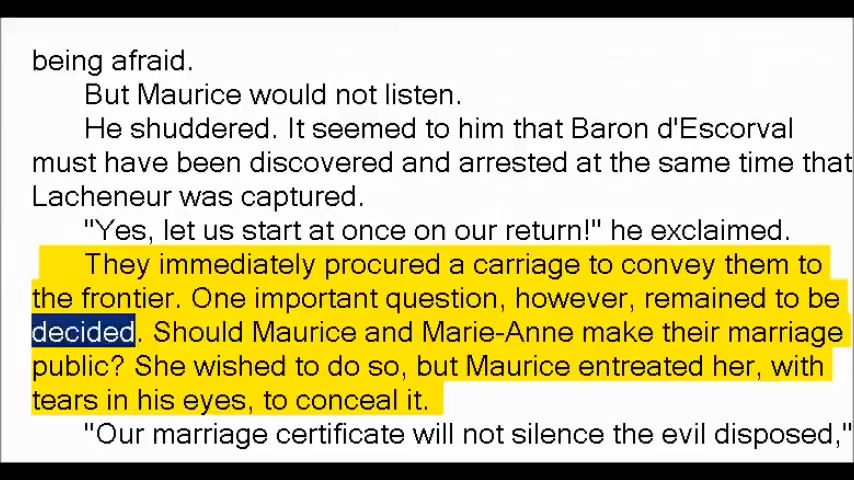 being afraid.
But Maurice would not listen.
He shuddered. It seemed to him that Baron d'Escorval
must have been discovered and arrested at the same time that
Lacheneur was captured.
"Yes, let us start at once on our return!" he exclaimed.
They immediately procured a carriage to convey them to
the frontier. One important question, however, remained to be
decided. Should Maurice and Marie-Anne make their marriage
public? She wished to do so, but Maurice entreated her, with
tears in his eyes, to conceal it.
"Our marriage certificate will not silence the evil disposed,"